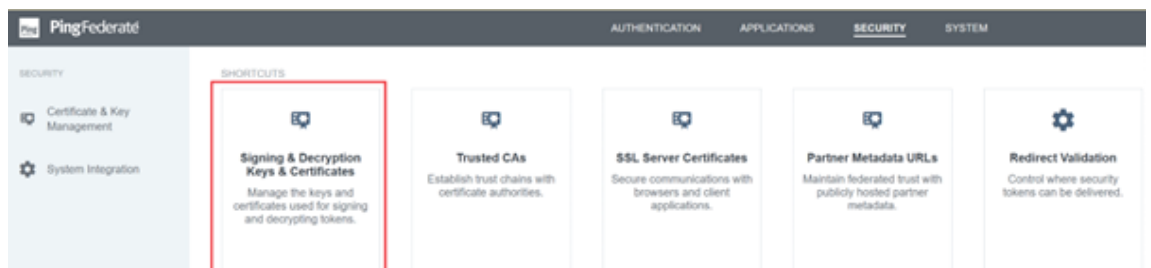 Ping PingFederate AUTHENTICATION APPLICATIONS SECURITY SYSTEM
SECURITY
Certificate & Key
Management
System Integration
SHORTCUTS
Signing & Decryption
Keys & Certificates
Manage the keys and
certificates used for signing
and decrypting tokens.
Trusted CAs
Establish trust chains with
certificate authorities.
SSL Server Certificates
Secure communications with
browsers and client
applications.
Partner Metadata URLs
Maintain federated trust with
publicly hosted partner
metadata.
Redirect Validation
Control where security
tokens can be delivered.